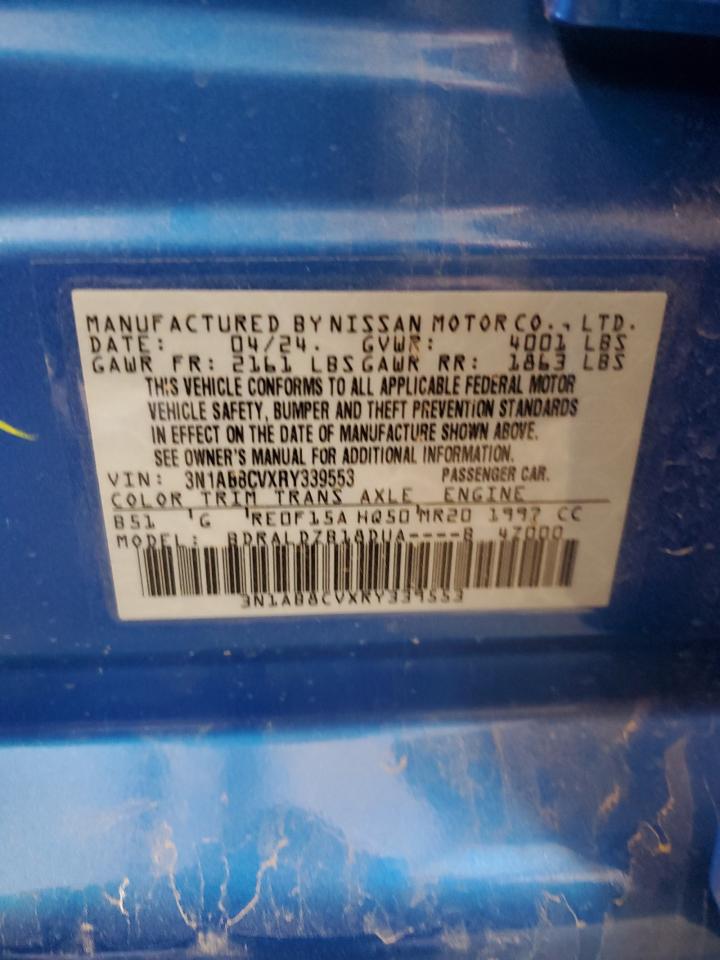 MANUFACTURED BY NISSAN MOTOR CO., LTD.
DATE: 04/24. GVWR: 4001 LBS
GAWR FR: 2161 LBS GAWR RR: 1863 LBS
THIS VEHICLE CONFORMS TO ALL APPLICABLE FEDERAL MOTOR
VEHICLE SAFETY, BUMPER AND THEFT PREVENTION STANDARDS
IN EFFECT ON THE DATE OF MANUFACTURE SHOWN ABOVE.
SEE OWNER'S MANUAL FOR ADDITIONAL INFORMATION.
VIN: 3N1AB8CVXRY339553 PASSENGER CAR.
COLOR TRIM TRANS AXLE ENGINE
B51 G RE0F15A HQ50 MR20 1997 CC
MODEL: BDRALDZB18DUA----B 4Z000
3N1AB8CVXRY339553